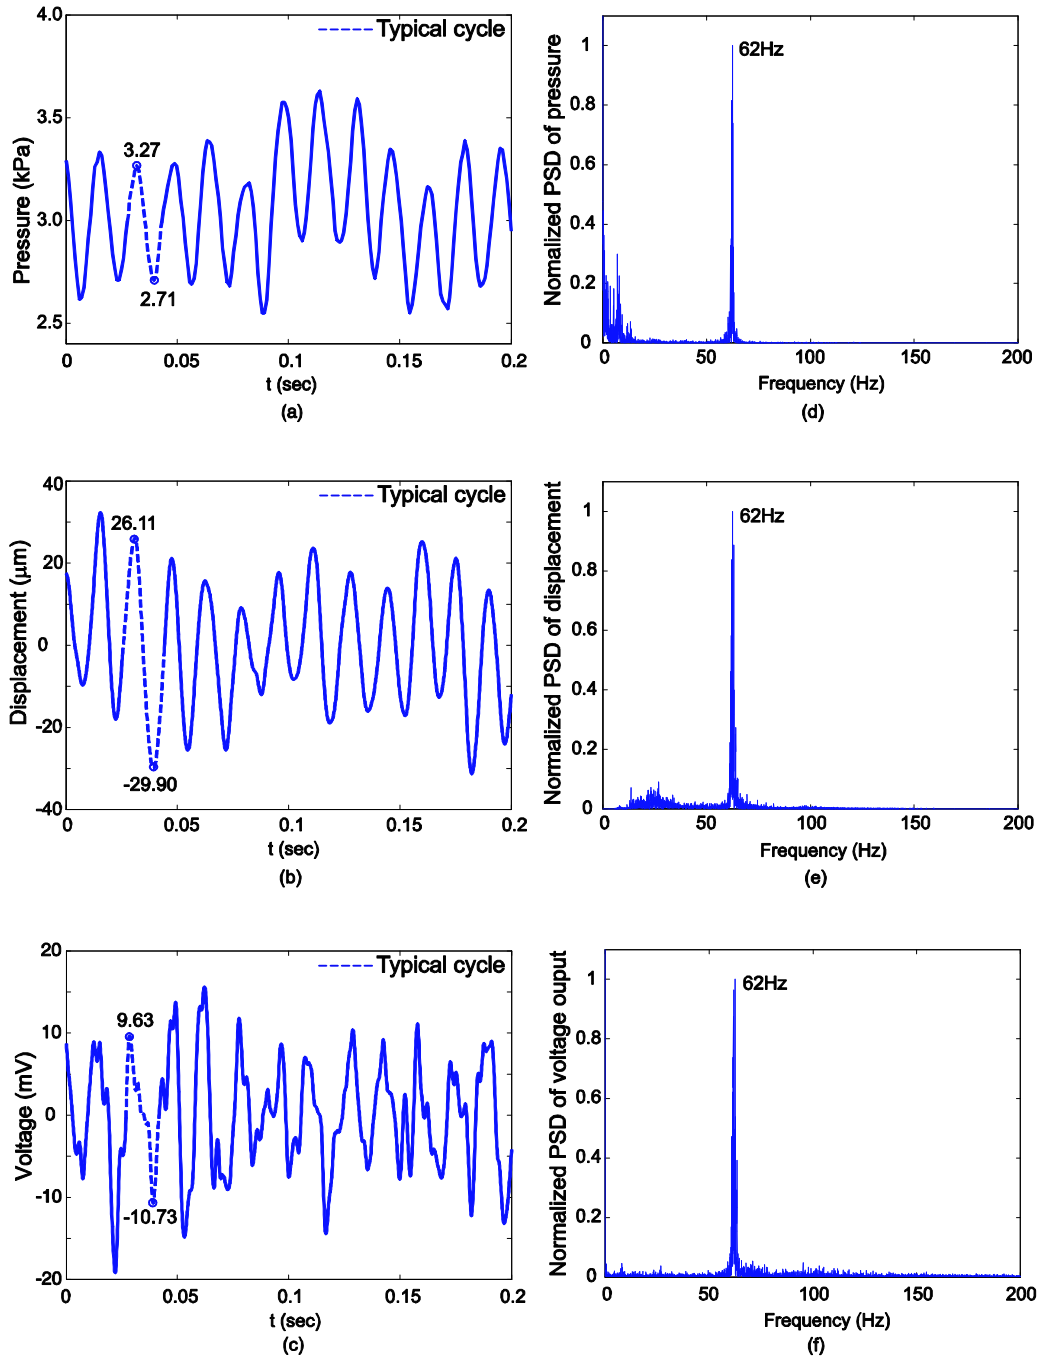 4.0
Typical cycle
3.5
3.27
3.0
2.71
2.5
Pressure (kPa)
0
0.05
0.1
0.15
0.2
t (sec)
(a)
62Hz
1
0.8
0.6
0.4
0.2
0
Nomalized PSD of pressure
0
50
100
150
200
Frequency (Hz)
(d)
40
Typical cycle
26.11
20
0
-20
-29.90
-40
Displacement (μm)
0
0.05
0.1
0.15
0.2
t (sec)
(b)
62Hz
1
0.8
0.6
0.4
0.2
0
Normalized PSD of displacement
0
50
100
150
200
Frequency (Hz)
(e)
20
Typical cycle
9.63
10
0
-10
-10.73
-20
Voltage (mV)
0
0.05
0.1
0.15
0.2
t (sec)
(c)
62Hz
1
0.8
0.6
0.4
0.2
0
Normalized PSD of voltage ouput
0
50
100
150
200
Frequency (Hz)
(f)